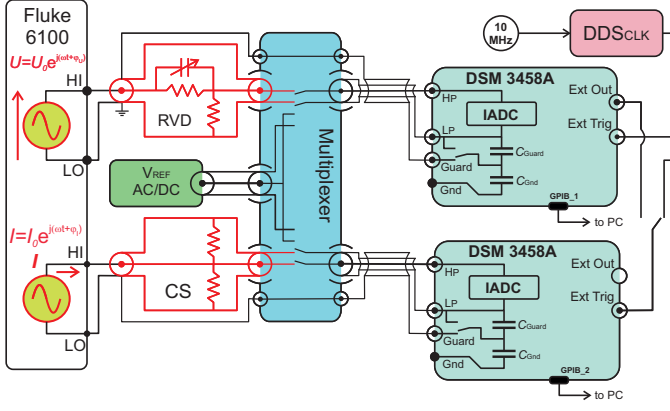 Fluke
6100
U=U₀e^j(ωt+φᵤ)
HI
LO
I=I₀e^j(ωt+φᵢ)
I
HI
LO
RVD
VREF
AC/DC
CS
Multiplexer
10
MHz
DDSCLK
DSM 3458A
HP
IADC
LP
CGuard
Guard
CGnd
Gnd
Ext Out
Ext Trig
GPIB_1
to PC
DSM 3458A
HP
IADC
LP
CGuard
Guard
CGnd
Gnd
Ext Out
Ext Trig
GPIB_2
to PC